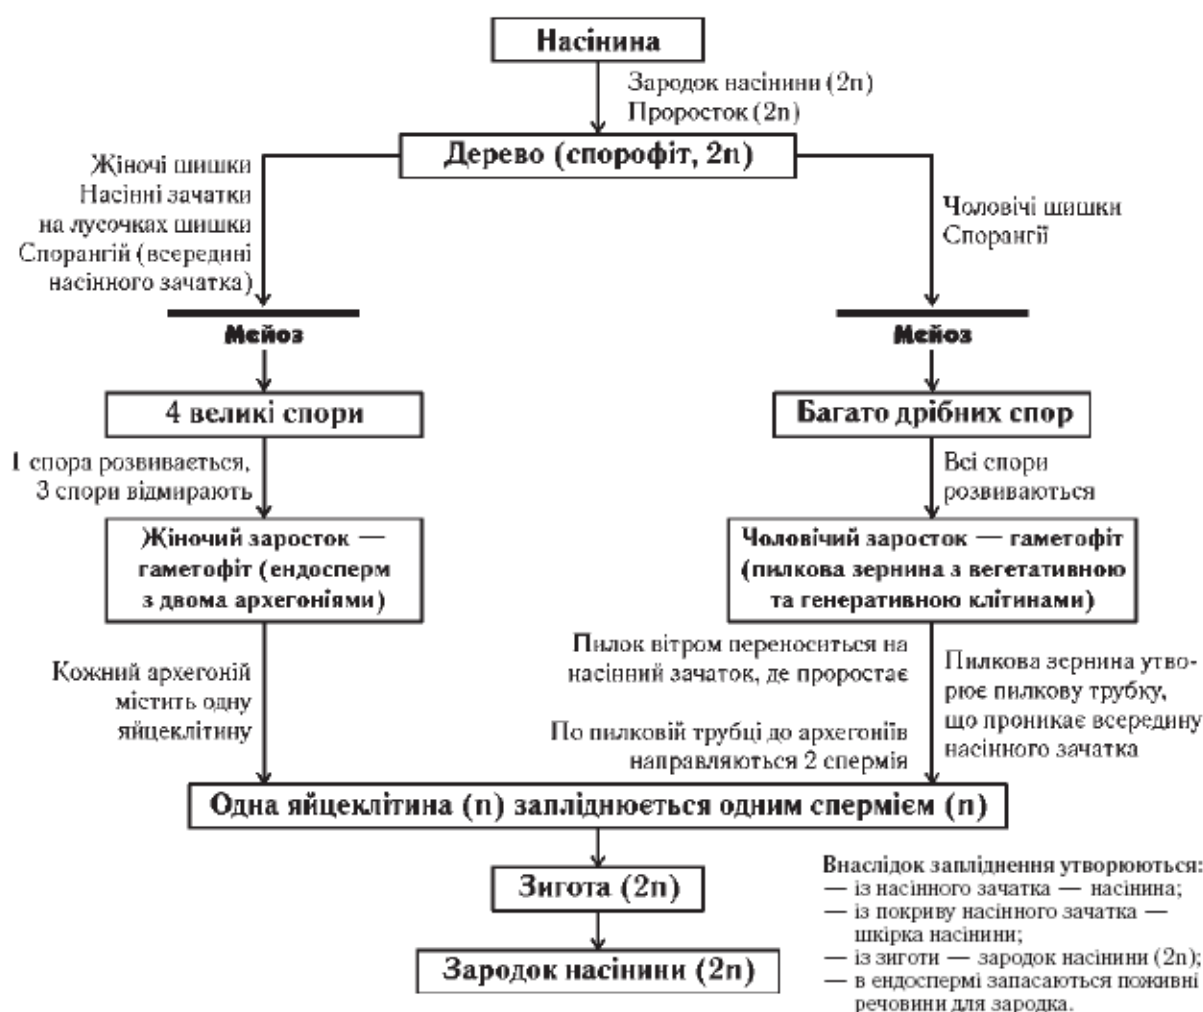 Насінина
Зародок насінини (2n)
Проросток (2n)
Дерево (спорофіт, 2n)
Жіночі шишки
Насінні зачатки
на лусочках шишки
Спорангій (всередині
насінного зачатка)
Чоловічі шишки
Спорангії
Мейоз
Мейоз
4 великі спори
Багато дрібних спор
1 спора розвивається,
3 спори відмирають
Всі спори
розвиваються
Жіночий заросток —
гаметофіт (ендосперм
з двома архегоніями)
Чоловічий заросток — гаметофіт
(пилкова зернина з вегетативною
та генеративною клітинами)
Кожний архегоній
містить одну
яйцеклітину
Пилок вітром переноситься на
насінний зачаток, де проростає
По пилковій трубці до архегоніїв
направляються 2 спермія
Пилкова зернина утво-
рює пилкову трубку,
що проникає всередину
насінного зачатка
Одна яйцеклітина (n) запліднюється одним спермієм (n)
Зигота (2n)
Зародок насінини (2n)
Внаслідок запліднення утворюються:
— із насінного зачатка — насінина;
— із покриву насінного зачатка —
шкірка насінини;
— із зиготи — зародок насінини (2n);
— в ендоспермі запасаються поживні
речовини для зародка.